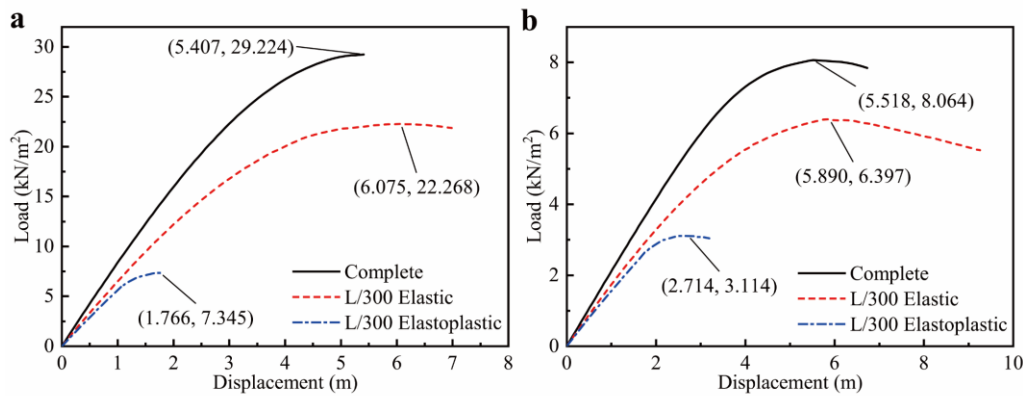 a
30
25
20
15
10
5
0
Load (kN/m²)
(5.407, 29.224)
(6.075, 22.268)
(1.766, 7.345)
Complete
L/300 Elastic
L/300 Elastoplastic
0 1 2 3 4 5 6 7 8
Displacement (m)
b
8
6
4
2
0
Load (kN/m²)
(5.518, 8.064)
(5.890, 6.397)
(2.714, 3.114)
Complete
L/300 Elastic
L/300 Elastoplastic
0 2 4 6 8 10
Displacement (m)